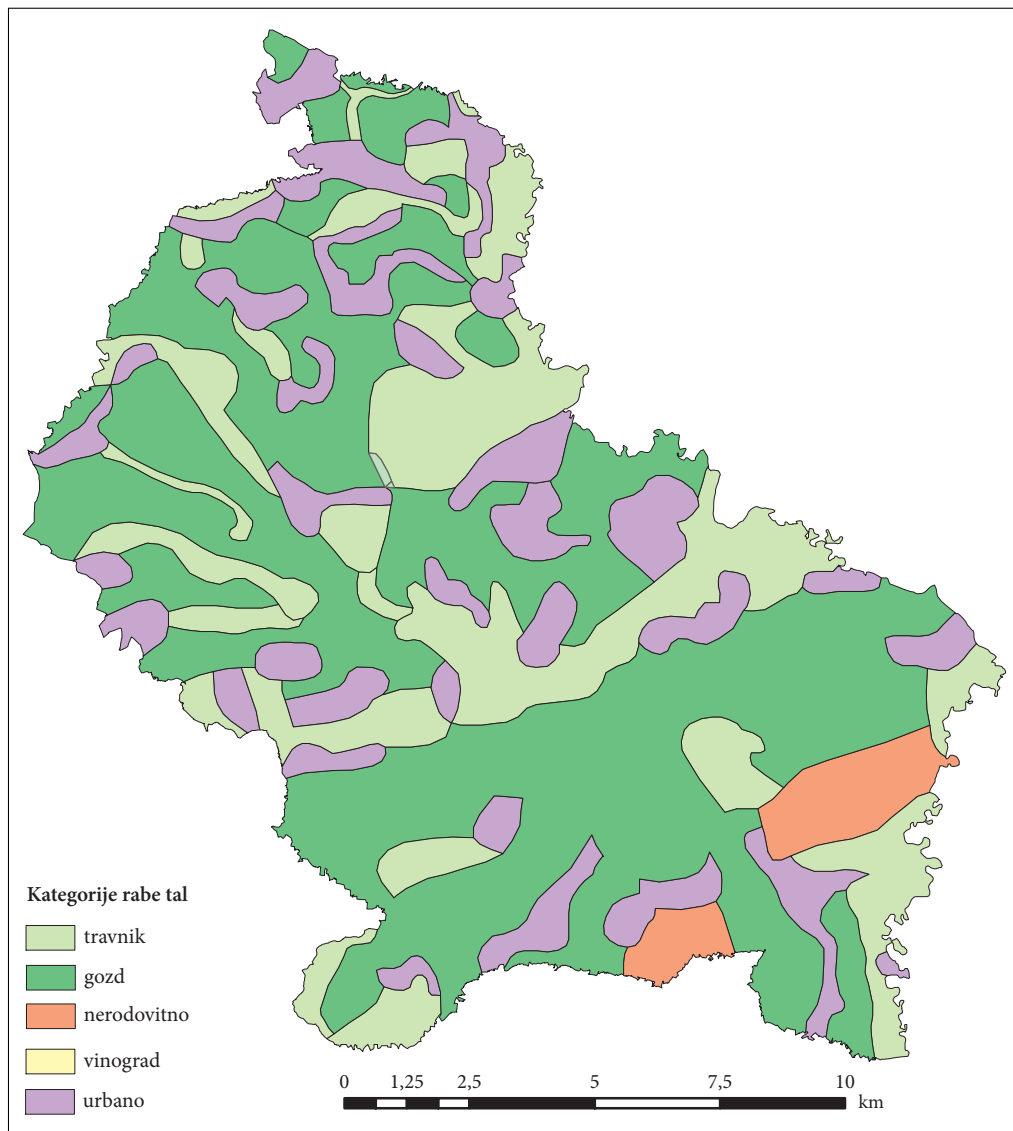 Kategorije rabe tal
travnik
gozd
nerodovitno
vinograd
urbano
0 1,25 2,5 5 7,5 10
km